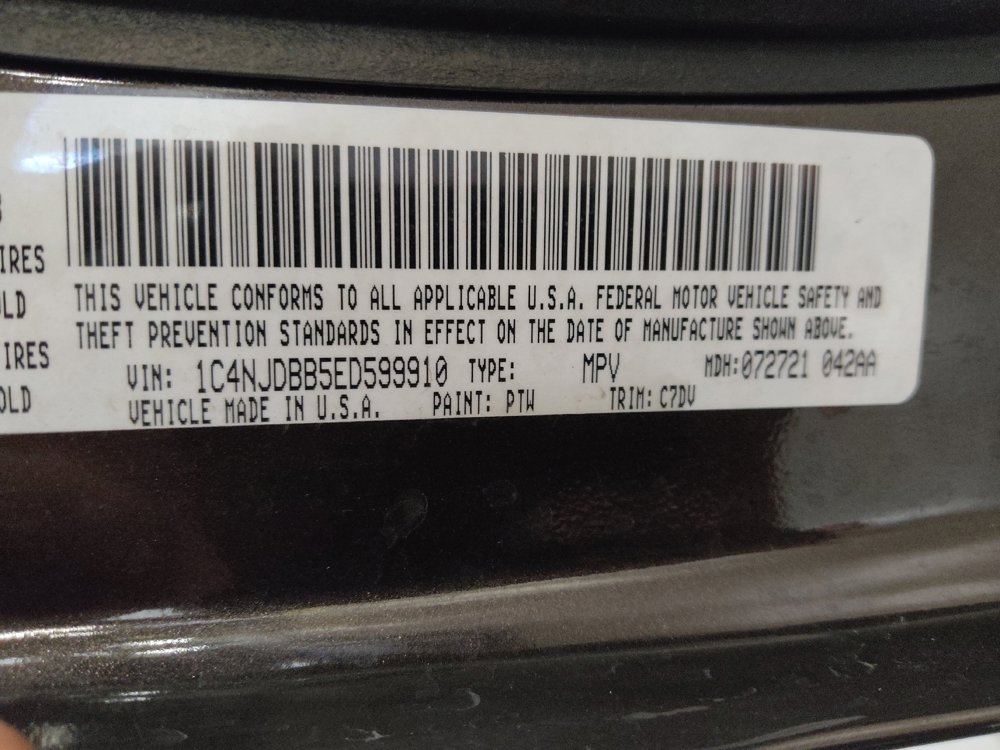 THIS VEHICLE CONFORMS TO ALL APPLICABLE U.S.A. FEDERAL MOTOR VEHICLE SAFETY AND
IRES
THEFT PREVENTION STANDARDS IN EFFECT ON THE DATE OF MANUFACTURE SHOWN ABOVE.
OLD
VIN: 1C4NJDBB5ED599910 TYPE: MPV MDH:072721 042AA
IRES
VEHICLE MADE IN U.S.A. PAINT: PTW TRIM: C7DV
OLD